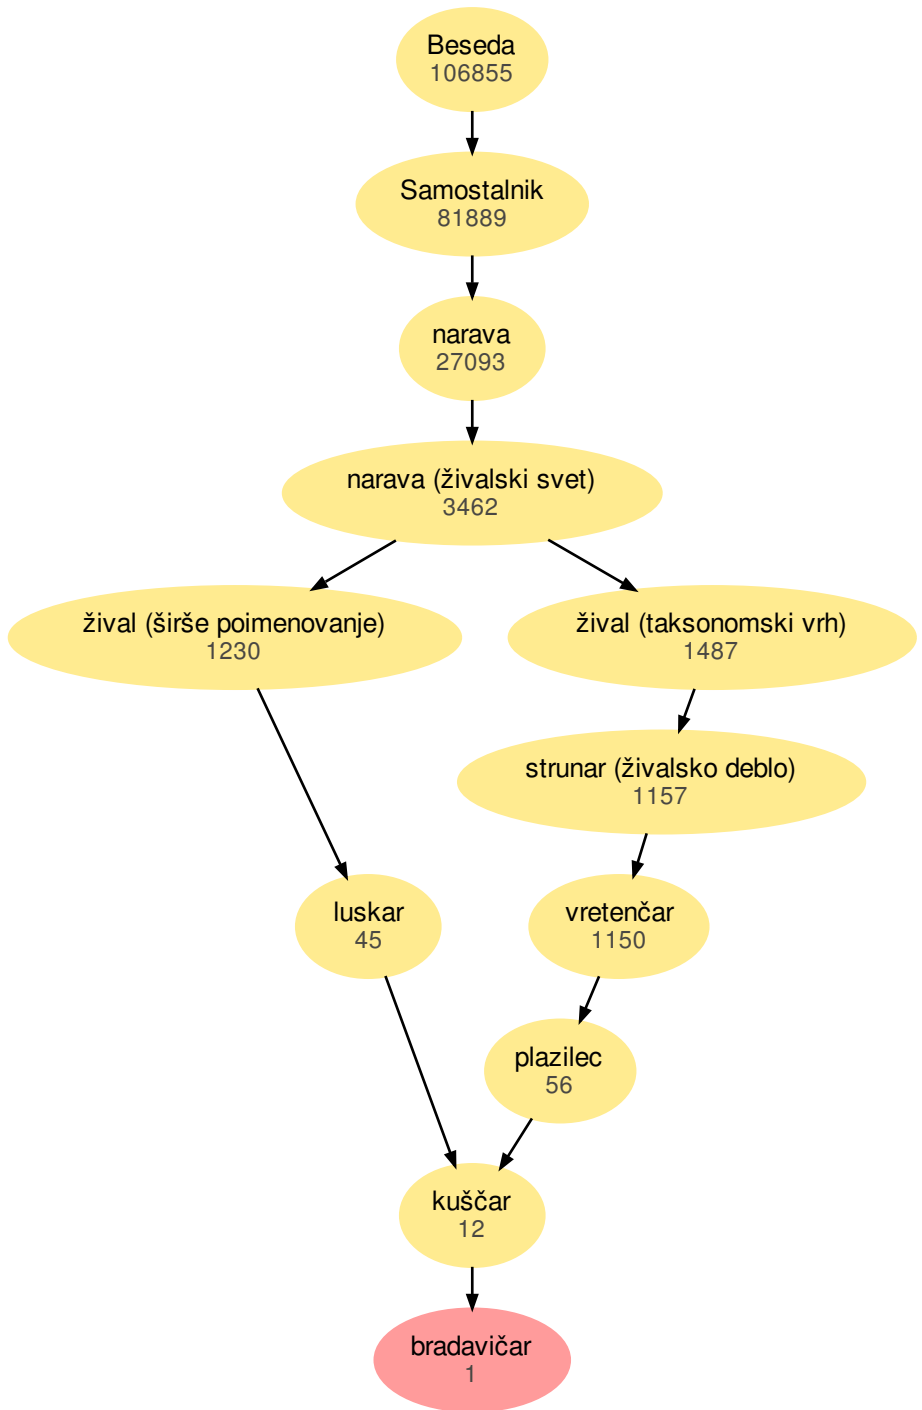 Beseda
106855
Samostalnik
81889
narava
27093
narava (živalski svet)
3462
žival (širše poimenovanje)
1230
žival (taksonomski vrh)
1487
strunar (živalsko deblo)
1157
luskar
45
vretenčar
1150
plazilec
56
kuščar
12
bradavičar
1